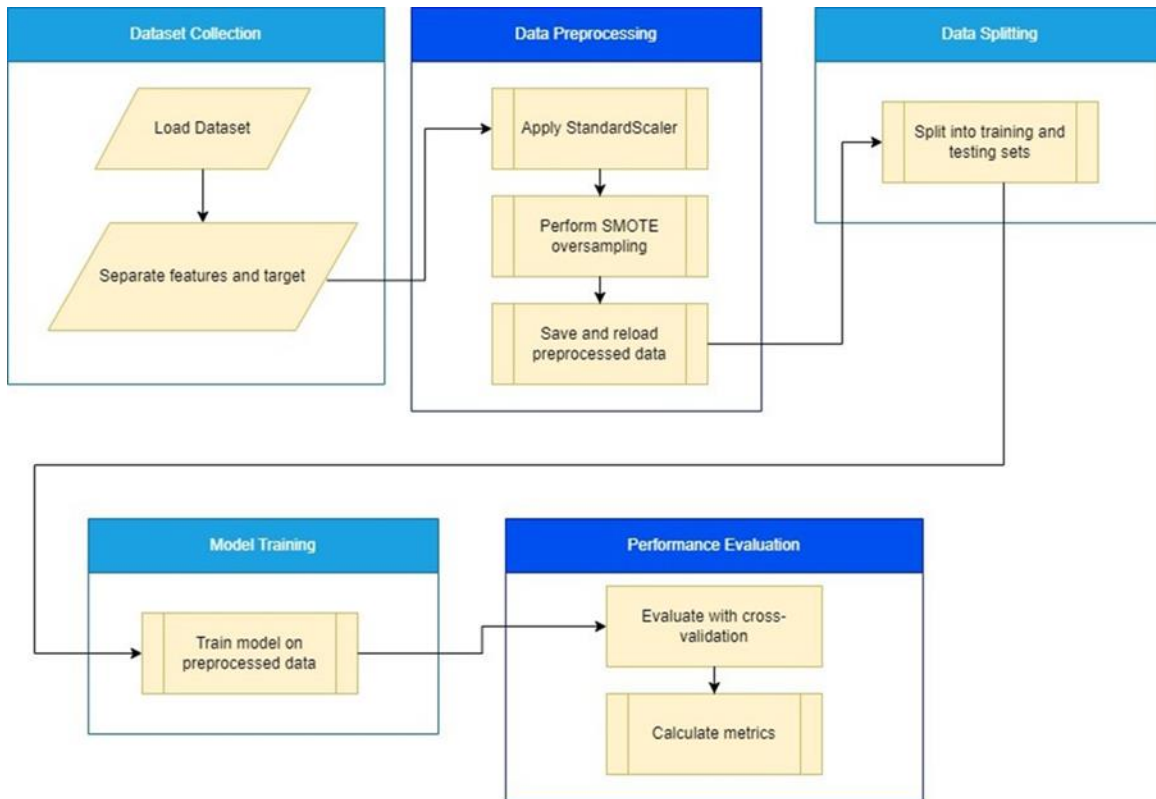 Dataset Collection
Load Dataset
Separate features and target
Data Preprocessing
Apply StandardScaler
Perform SMOTE
oversampling
Save and reload
preprocessed data
Data Splitting
Split into training and
testing sets
Model Training
Train model on
preprocessed data
Performance Evaluation
Evaluate with cross-
validation
Calculate metrics